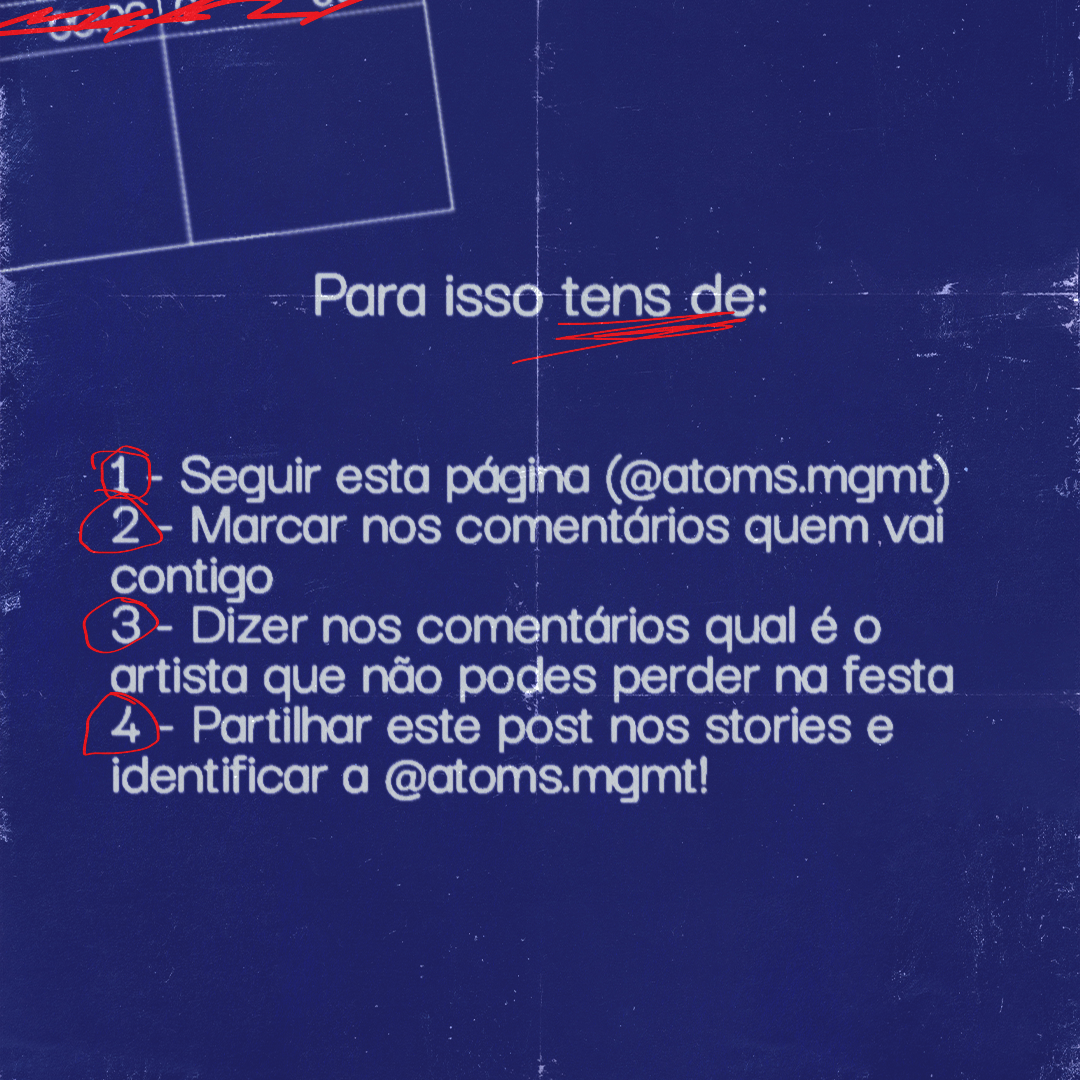 Para isso tens de:
1 - Seguir esta página (@atoms.mgmt)
2 - Marcar nos comentários quem vai
contigo
3 - Dizer nos comentários qual é o
artista que não podes perder na festa
4 - Partilhar este post nos stories e
identificar a @atoms.mgmt!